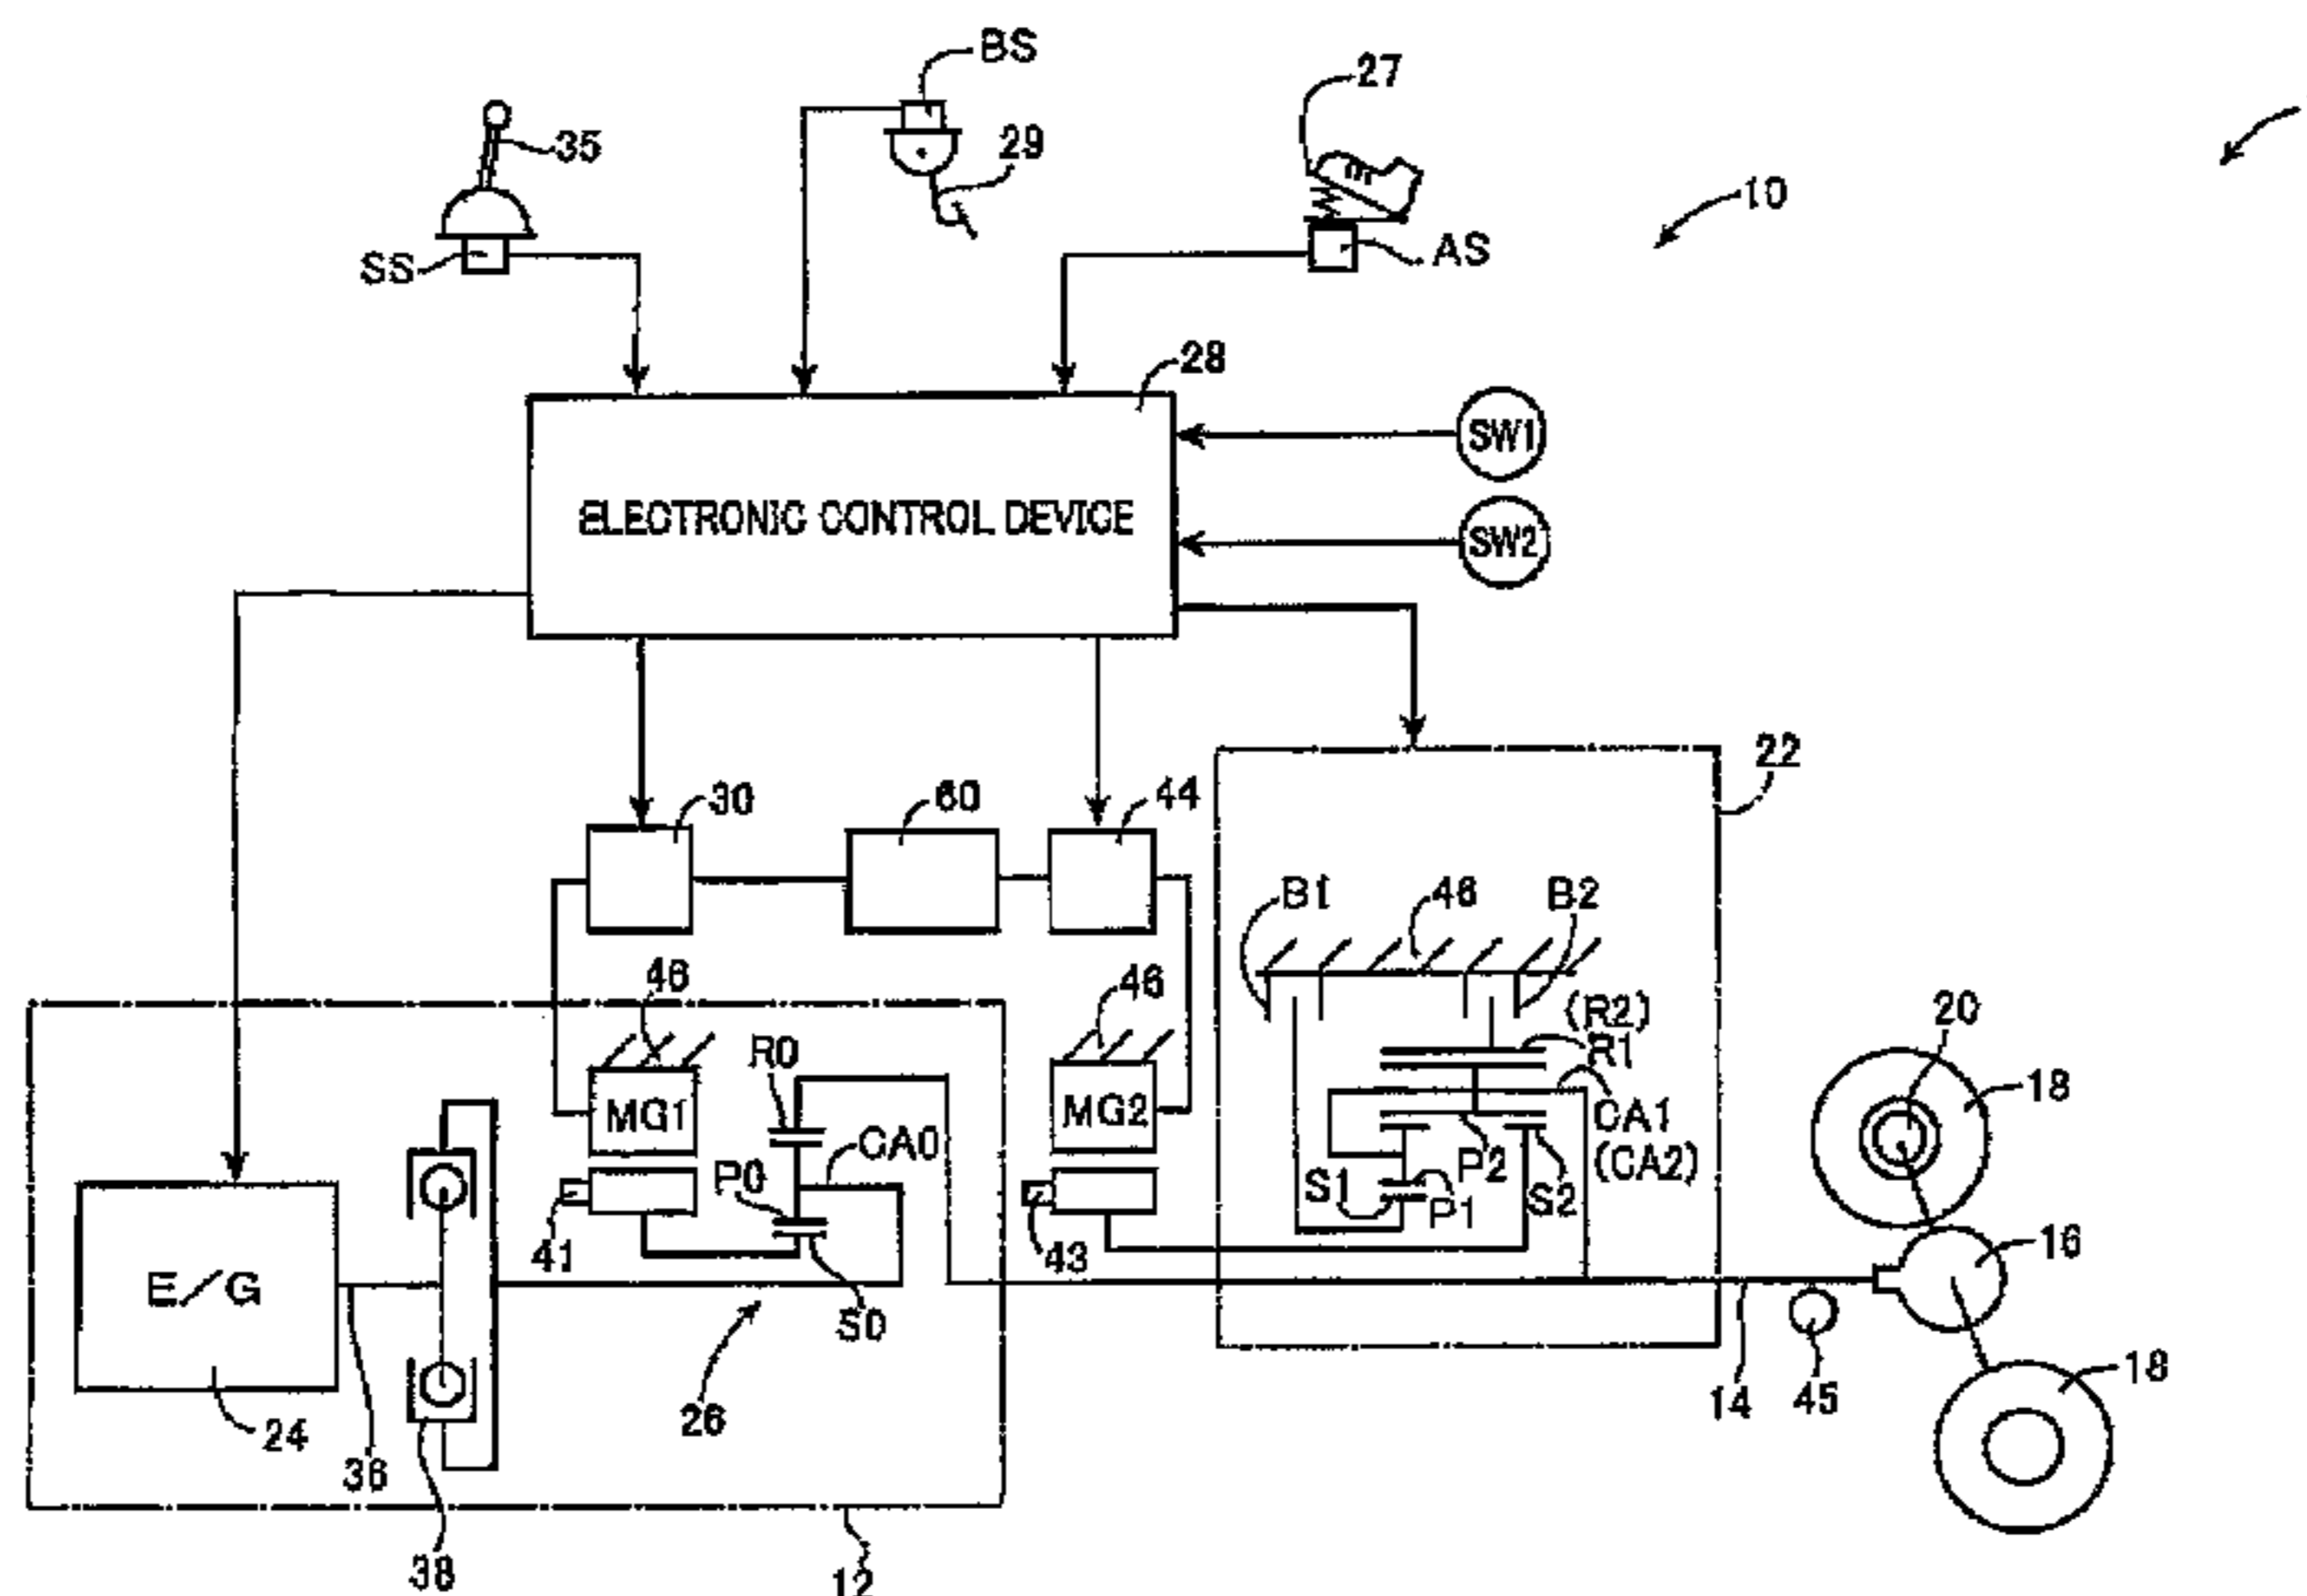 BS
27
35
29
10
SS
AS
28
SW1
ELECTRONIC CONTROL DEVICE
SW2
22
30
60
44
B1
46
B2
46
46
(R2)
20
R0
R1
18
MG1
MG2
CA1
CA0
P0
P2
(CA2)
S1
P1
S2
41
43
16
E/G
S0
14
45
18
26
24
36
38
12